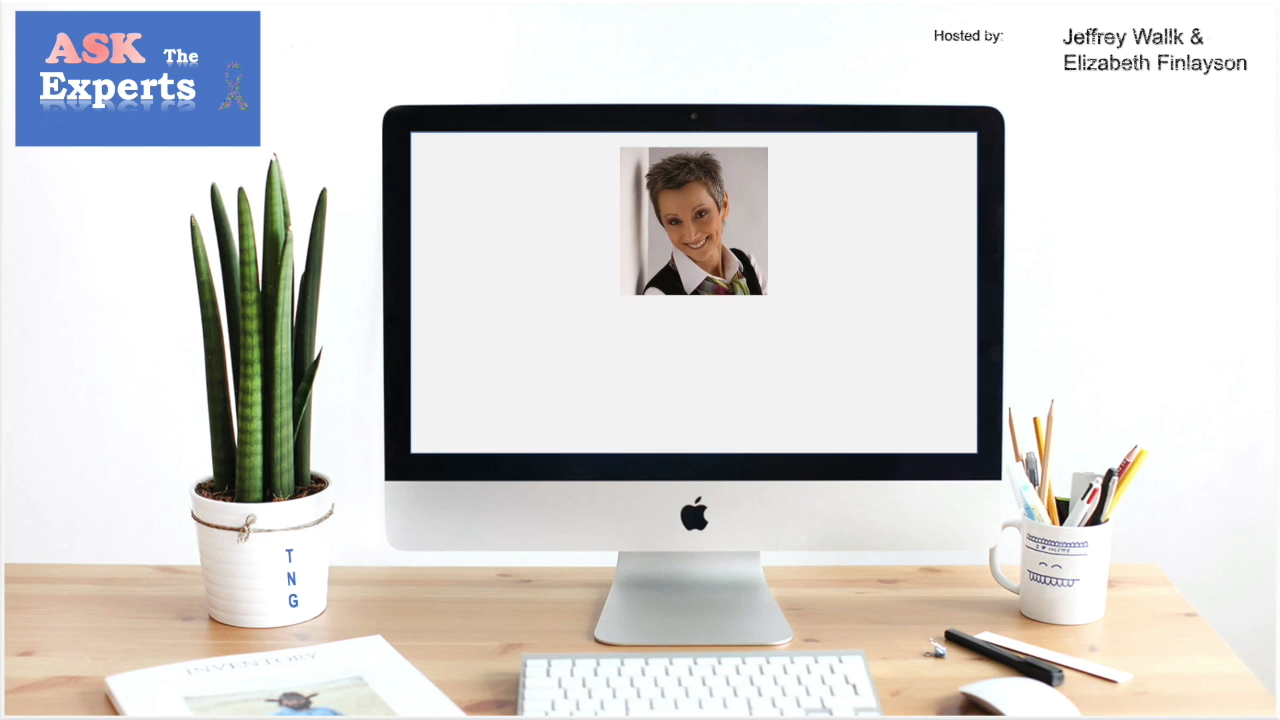 ASK The
Experts
Hosted by:
Jeffrey Wallk &
Elizabeth Finlayson
T
N
G
INVENTORY